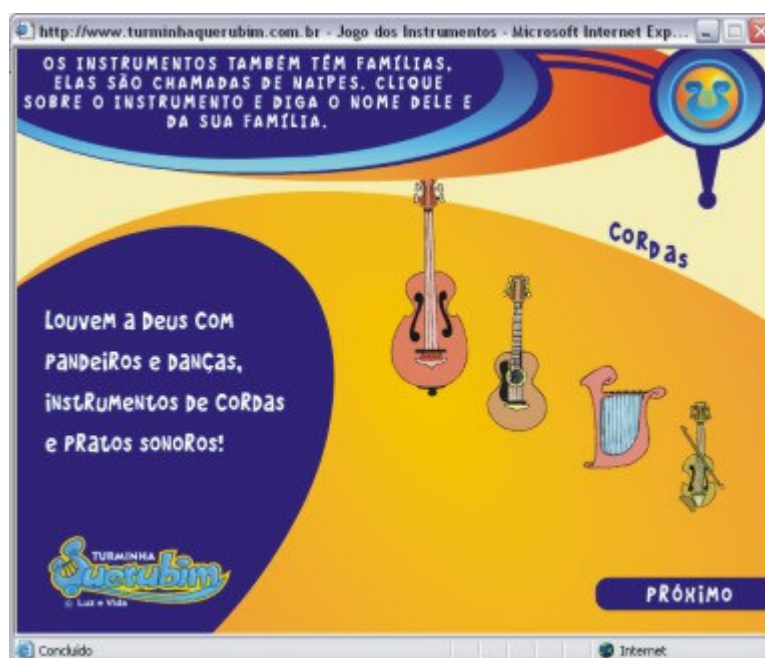 http://www.turminhaquerubim.com.br - Jogo dos Instrumentos - Microsoft Internet Exp...
OS INSTRUMENTOS TAMBÉM TÊM FAMÍLIAS,
ELAS SÃO CHAMADAS DE NAIPES. CLIQUE
SOBRE O INSTRUMENTO E DIGA O NOME DELE E
DA SUA FAMÍLIA.
CORDAS
Louvem a Deus com
pandeiros e danças,
instrumentos de cordas
e pratos sonoros!
TURMINHA
Querubim
© Luz e Vida
PRÓXIMO
Concluído
Internet